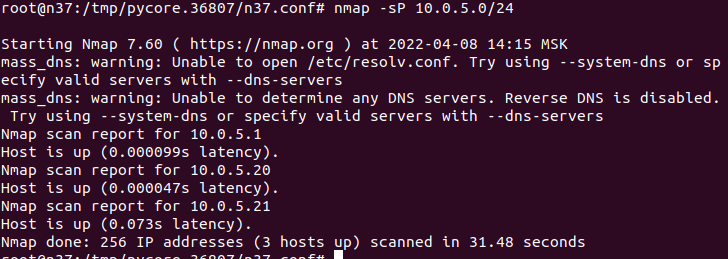 root@n37:/tmp/pycore.36807/n37.conf# nmap -sP 10.0.5.0/24
Starting Nmap 7.60 ( https://nmap.org ) at 2022-04-08 14:15 MSK
mass_dns: warning: Unable to open /etc/resolv.conf. Try using --system-dns or sp
ecify valid servers with --dns-servers
mass_dns: warning: Unable to determine any DNS servers. Reverse DNS is disabled.
 Try using --system-dns or specify valid servers with --dns-servers
Nmap scan report for 10.0.5.1
Host is up (0.000099s latency).
Nmap scan report for 10.0.5.20
Host is up (0.000047s latency).
Nmap scan report for 10.0.5.21
Host is up (0.073s latency).
Nmap done: 256 IP addresses (3 hosts up) scanned in 31.48 seconds
root@n37:/tmp/pycore.36807/n37.conf#